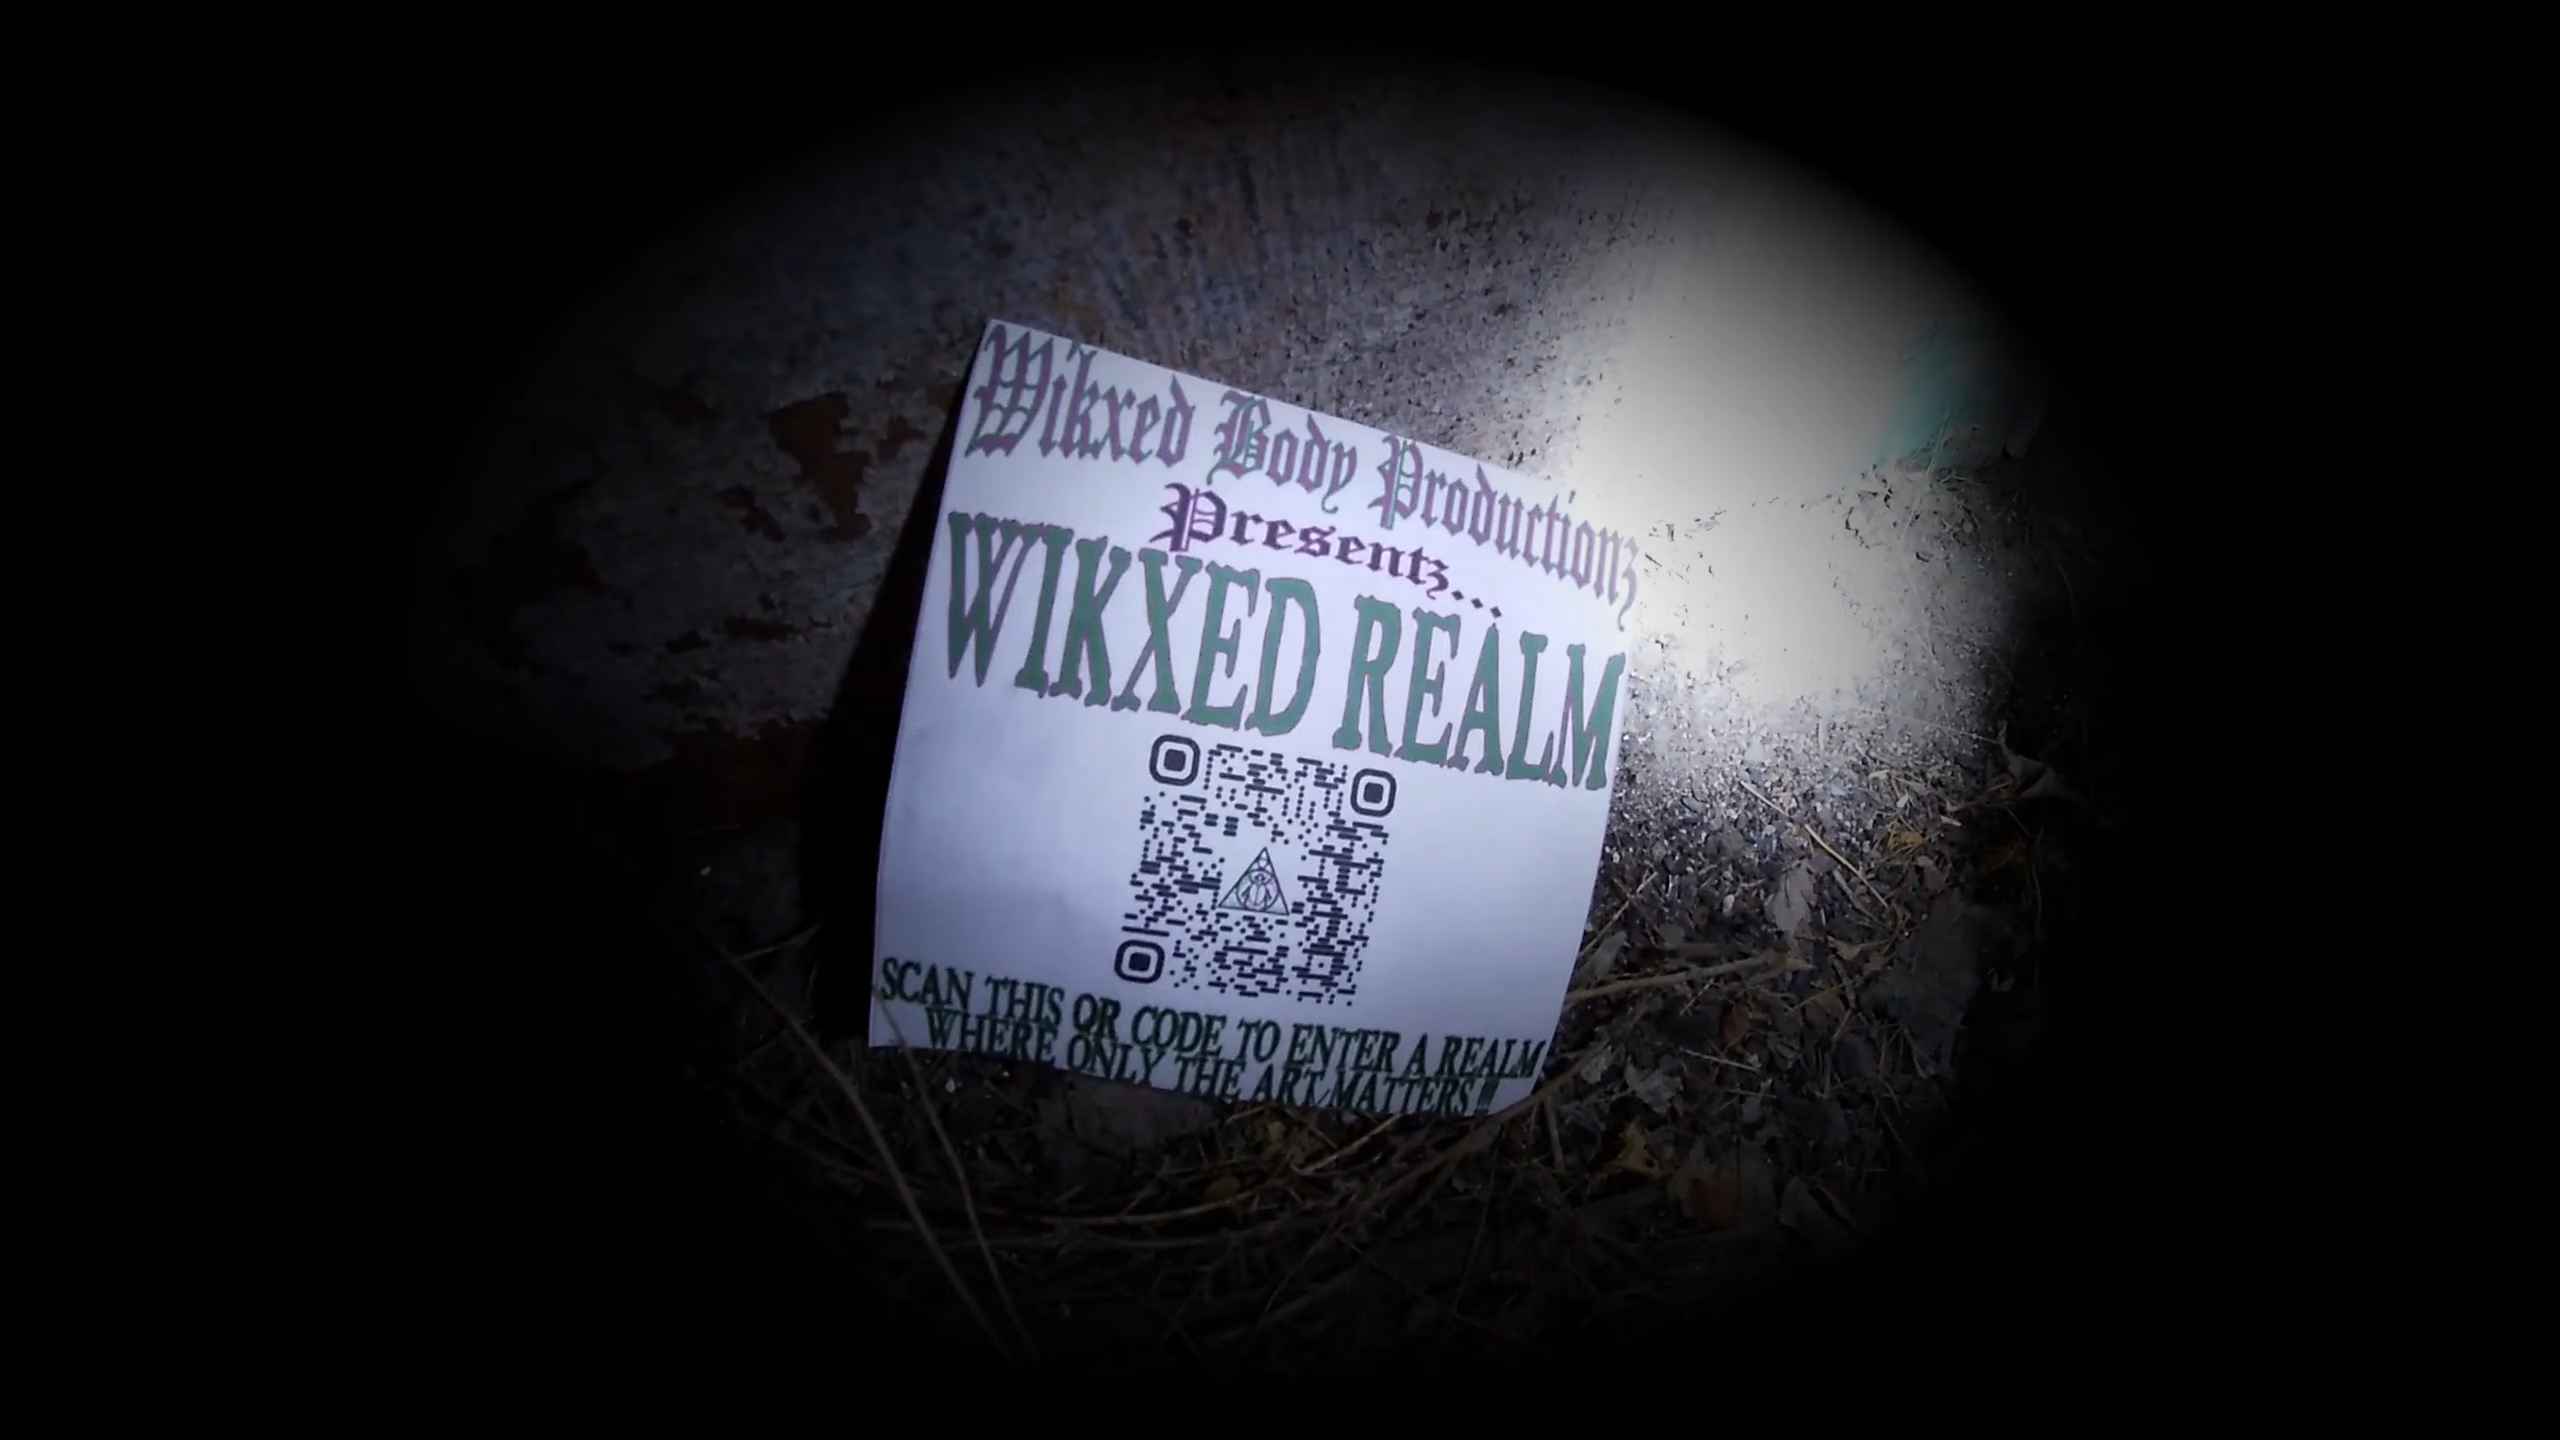 Wikxed Body Productionz
Presentz...
WIKXED REALM
SCAN THIS QR CODE TO ENTER A REALM
WHERE ONLY THE ART MATTERS!!!